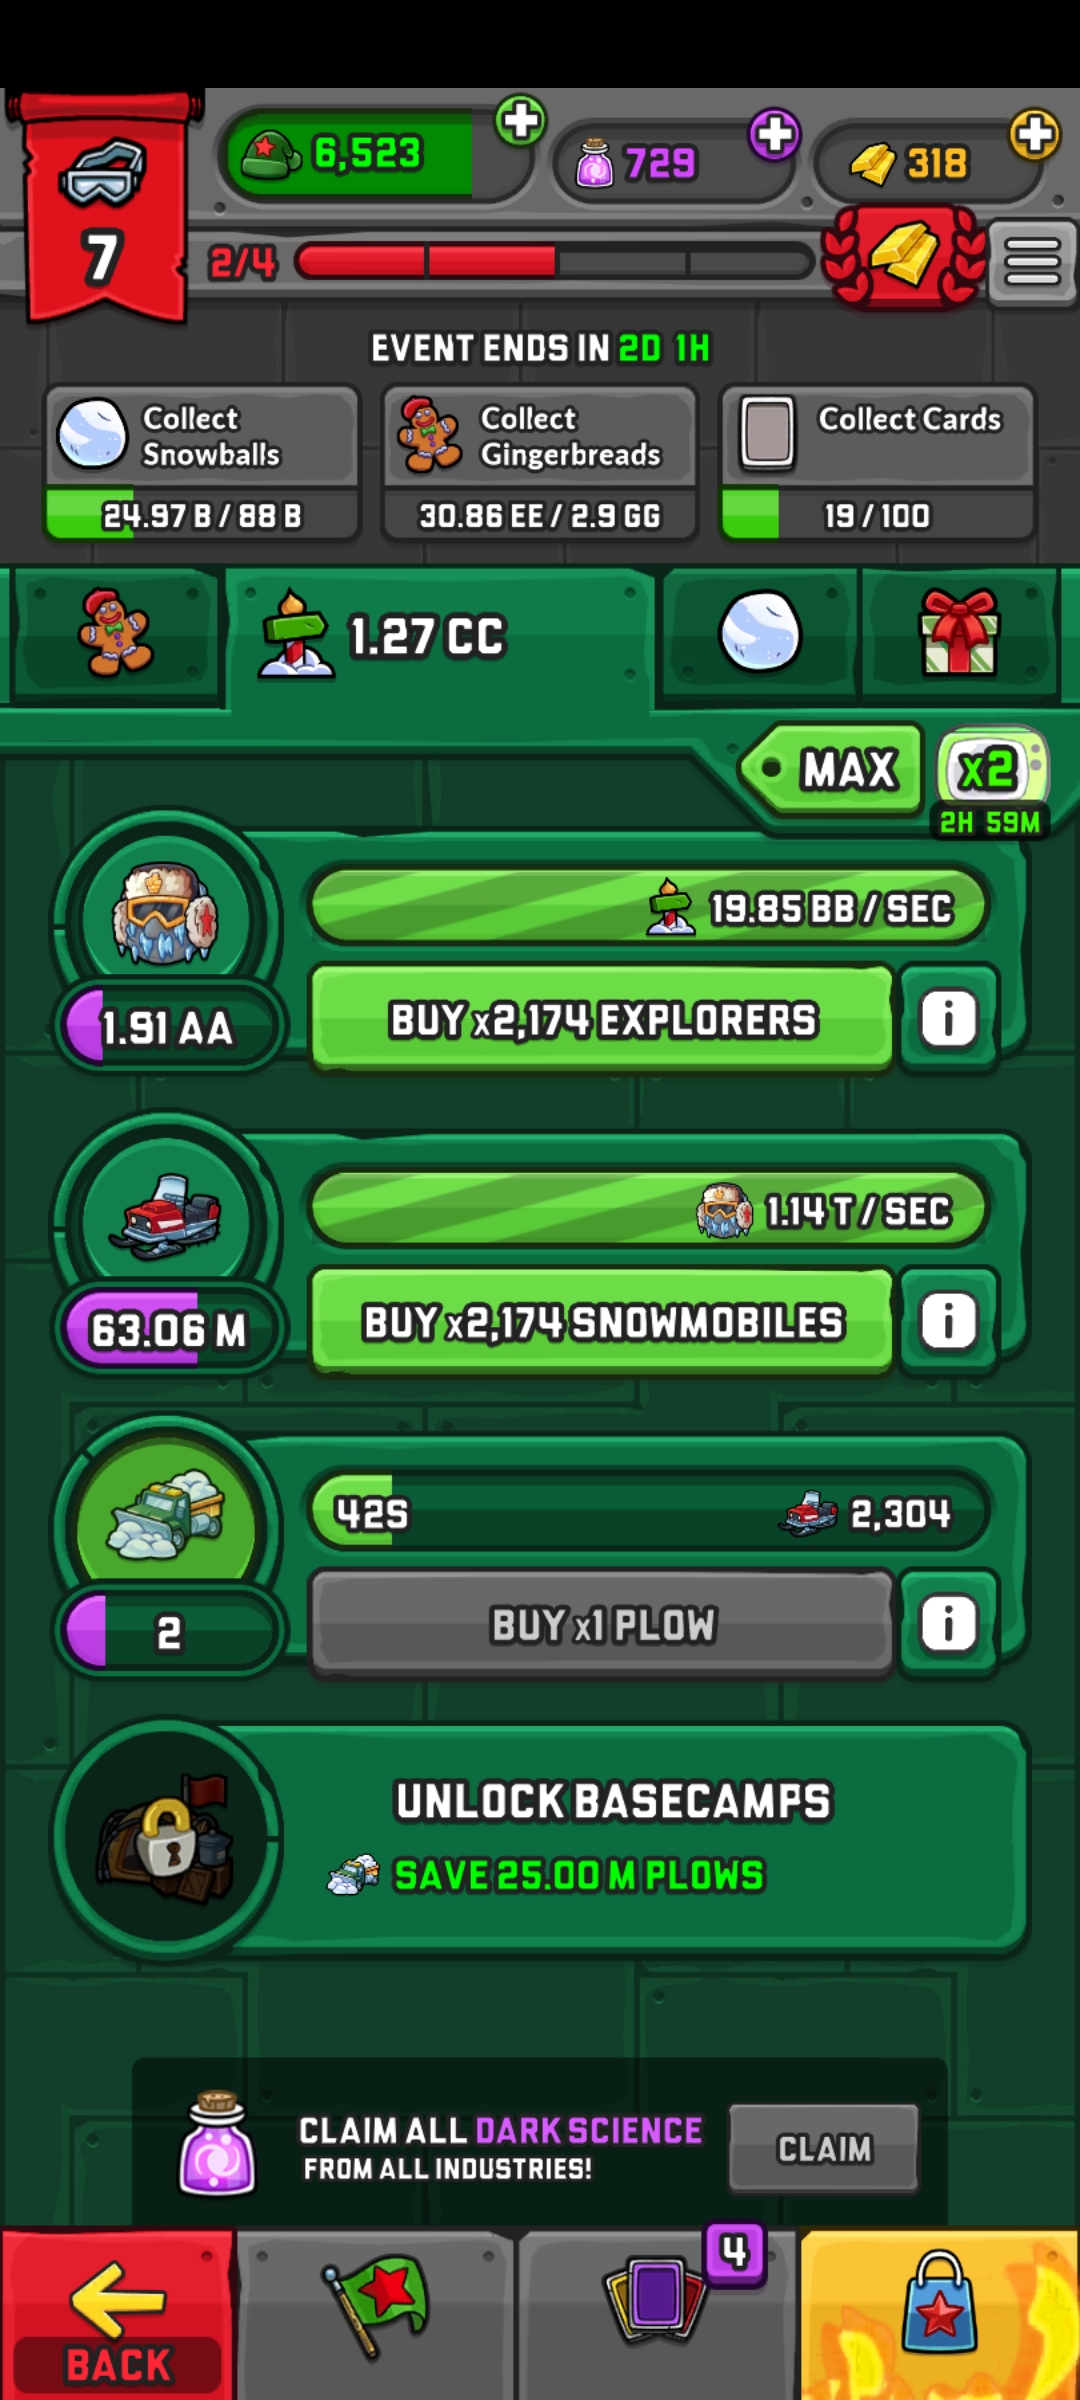 6,523
729
318
7
2/4
EVENT ENDS IN 2D 1H
Collect
Snowballs
24.97 B / 88 B
Collect
Gingerbreads
30.86 EE / 2.9 GG
Collect Cards
19 / 100
1.27 CC
MAX
x2
2H 59M
19.85 BB / SEC
1.91 AA
BUY x2,174 EXPLORERS
i
1.14 T / SEC
63.06 M
BUY x2,174 SNOWMOBILES
i
42S
2,304
2
BUY x1 PLOW
i
UNLOCK BASECAMPS
SAVE 25.00 M PLOWS
CLAIM ALL DARK SCIENCE
FROM ALL INDUSTRIES!
CLAIM
4
BACK